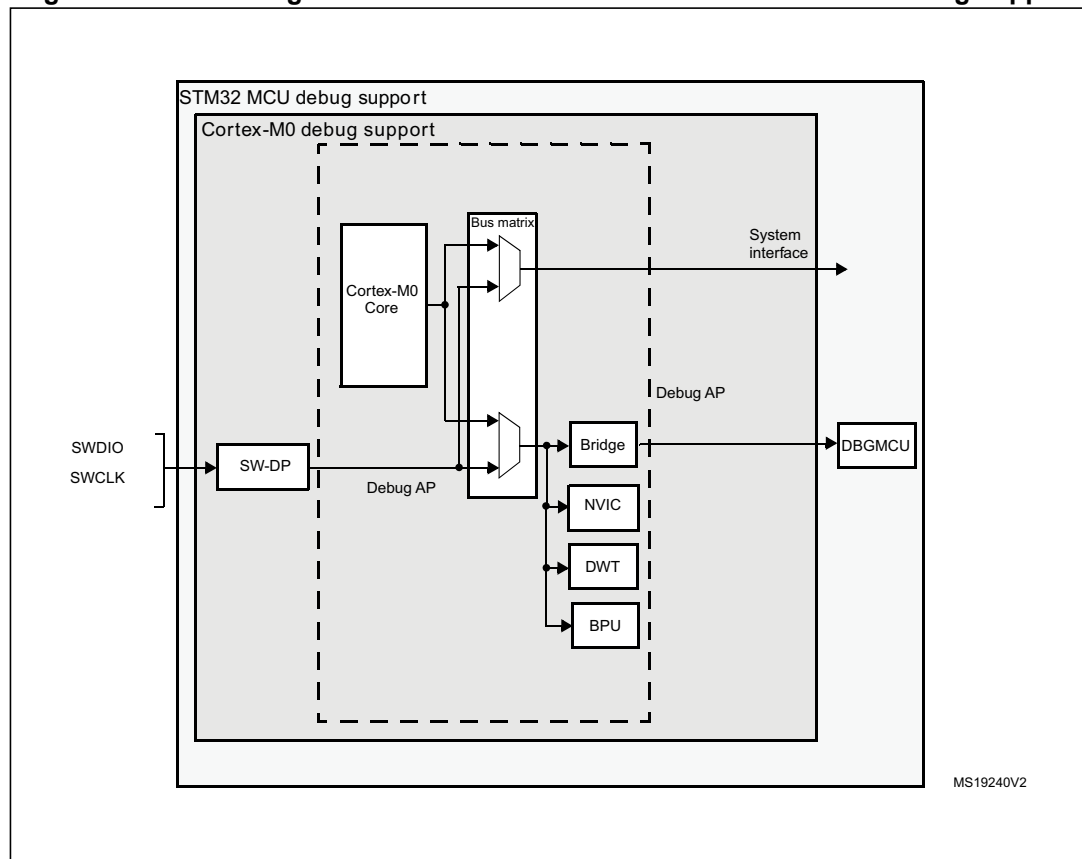 STM32 MCU debug support
Cortex-M0 debug support
Bus matrix
System
interface
Cortex-M0
Core
Debug AP
SWDIO
SWCLK
SW-DP
Debug AP
Bridge
DBGMCU
NVIC
DWT
BPU
MS19240V2